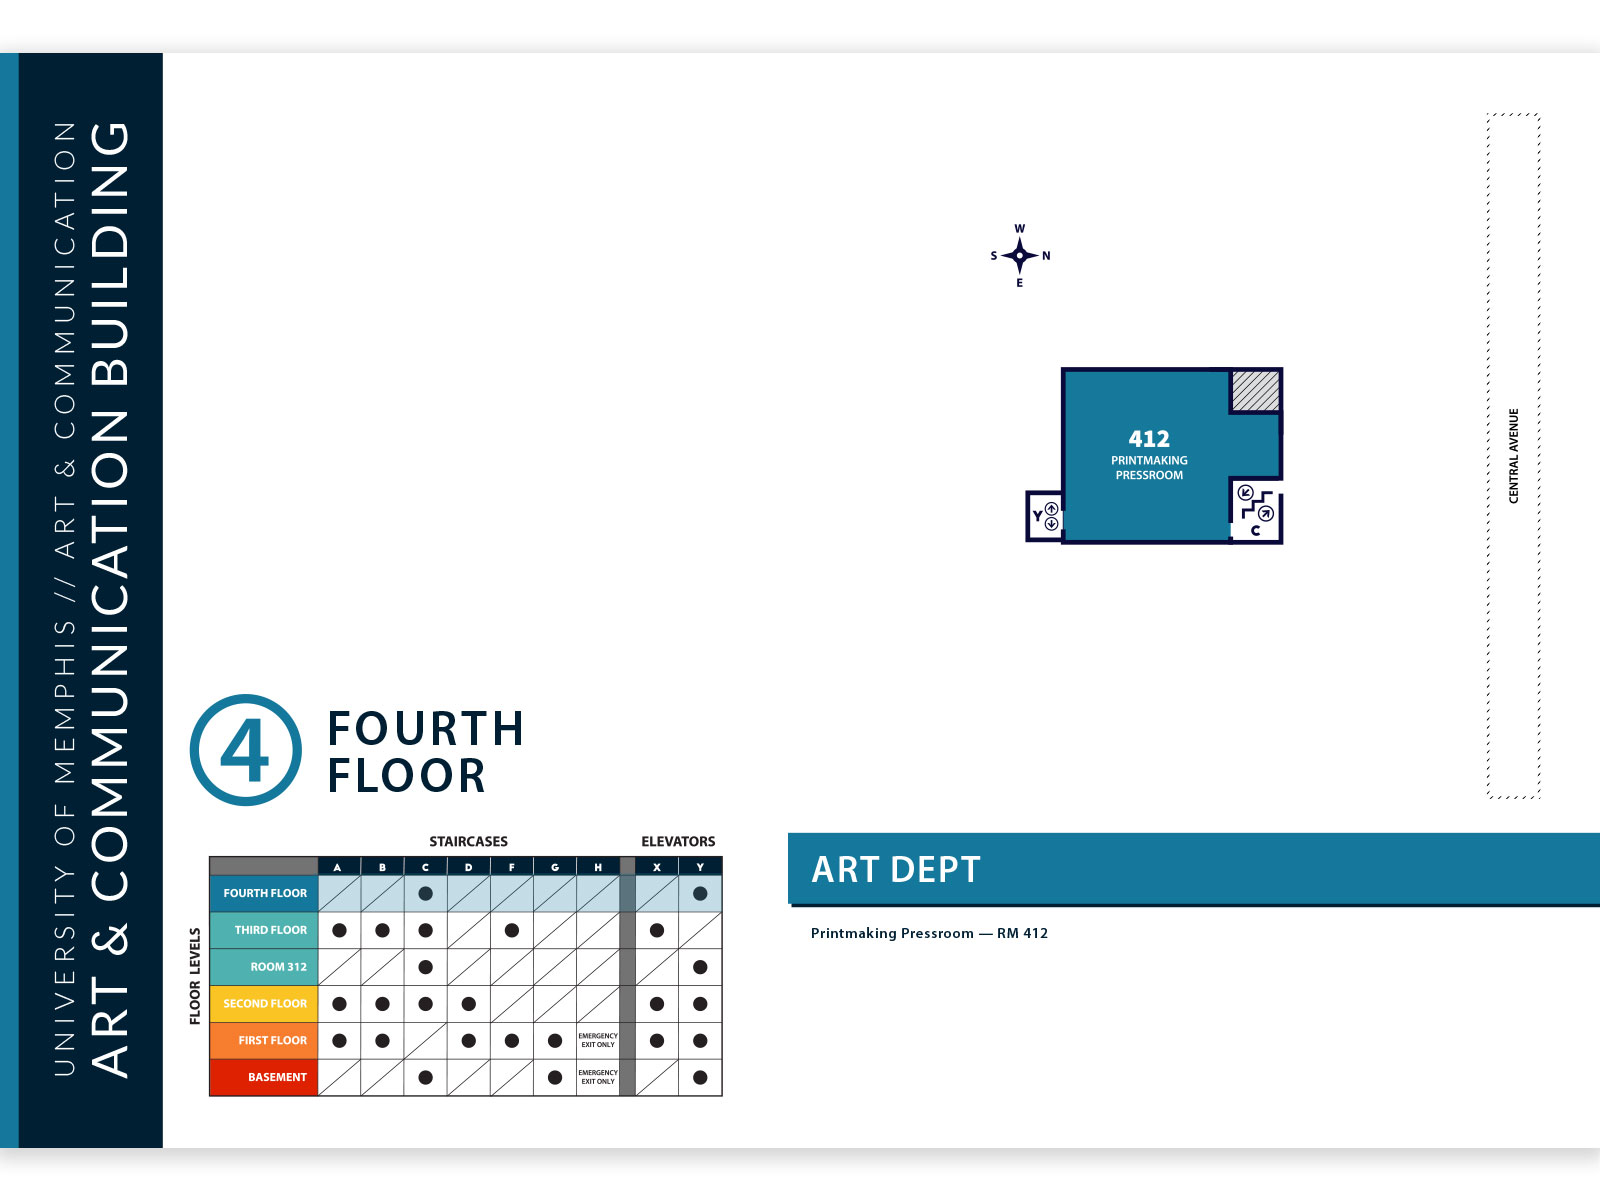 UNIVERSITY OF MEMPHIS // ART & COMMUNICATION
ART & COMMUNICATION BUILDING
W
S N
E
412
PRINTMAKING
PRESSROOM
Y
C
CENTRAL AVENUE
4
FOURTH
FLOOR
STAIRCASES ELEVATORS
A B C D F G H X Y
FLOOR LEVELS
FOURTH FLOOR
THIRD FLOOR
ROOM 312
SECOND FLOOR
FIRST FLOOR
EMERGENCY
EXIT ONLY
BASEMENT
EMERGENCY
EXIT ONLY
ART DEPT
Printmaking Pressroom — RM 412